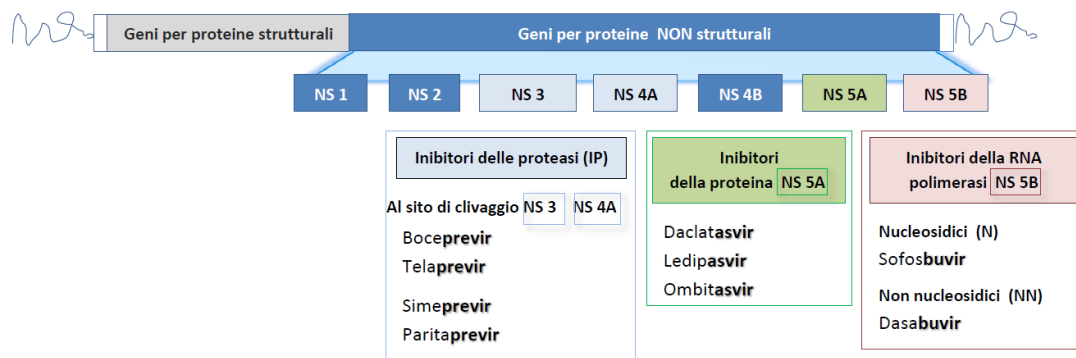 Geni per proteine strutturali
Geni per proteine NON strutturali
NS 1
NS 2
NS 3
NS 4A
NS 4B
NS 5A
NS 5B
Inibitori delle proteasi (IP)
Al sito di clivaggio NS 3 NS 4A
Boceprevir
Telaprevir
Simeprevir
Paritaprevir
Inibitori
della proteina NS 5A
Daclatasvir
Ledipasvir
Ombitasvir
Inibitori della RNA
polimerasi NS 5B
Nucleosidici (N)
Sofosbuvir
Non nucleosidici (NN)
Dasabuvir